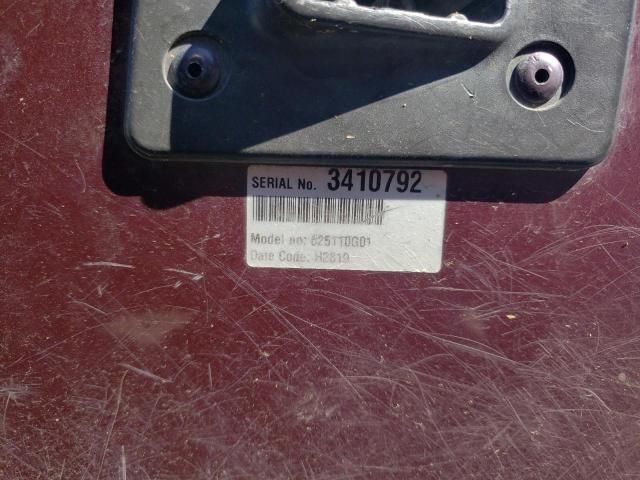 SERIAL No. 3410792
Model no: 625110G01
Date Code: H2819